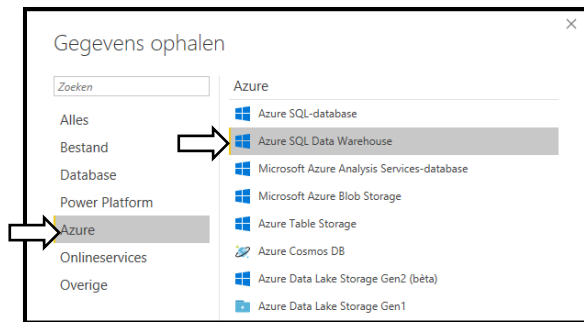 Gegevens ophalen
Zoeken
Alles
Bestand
Database
Power Platform
Azure
Onlineservices
Overige
Azure
Azure SQL-database
Azure SQL Data Warehouse
Microsoft Azure Analysis Services-database
Microsoft Azure Blob Storage
Azure Table Storage
Azure Cosmos DB
Azure Data Lake Storage Gen2 (bèta)
Azure Data Lake Storage Gen1